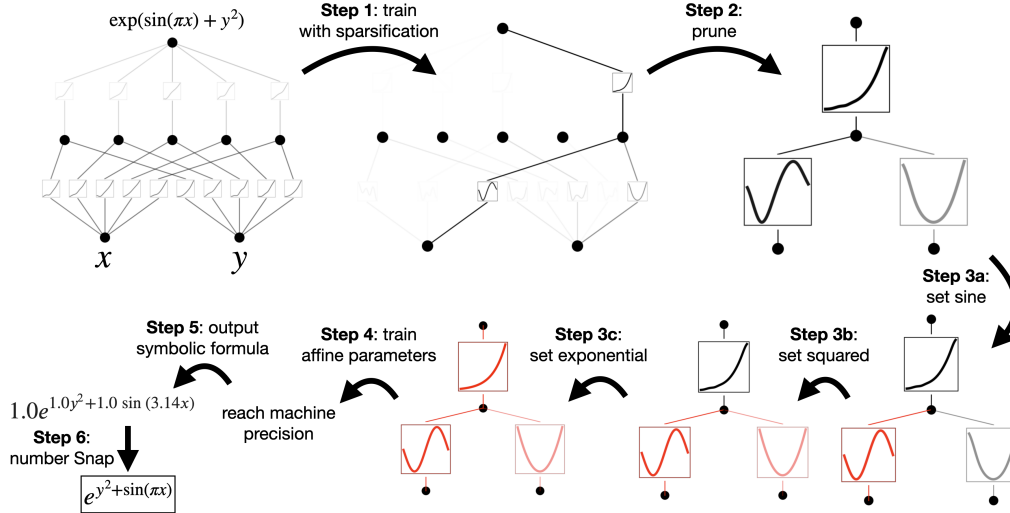 exp(sin(πx) + y²)
Step 1: train
with sparsification
Step 2:
prune
x
y
Step 3a:
set sine
Step 3b:
set squared
Step 3c:
set exponential
Step 4: train
affine parameters
reach machine
precision
Step 5: output
symbolic formula
1.0e^{1.0y²+1.0 sin (3.14x)}
Step 6:
number Snap
e^{y²+sin(πx)}